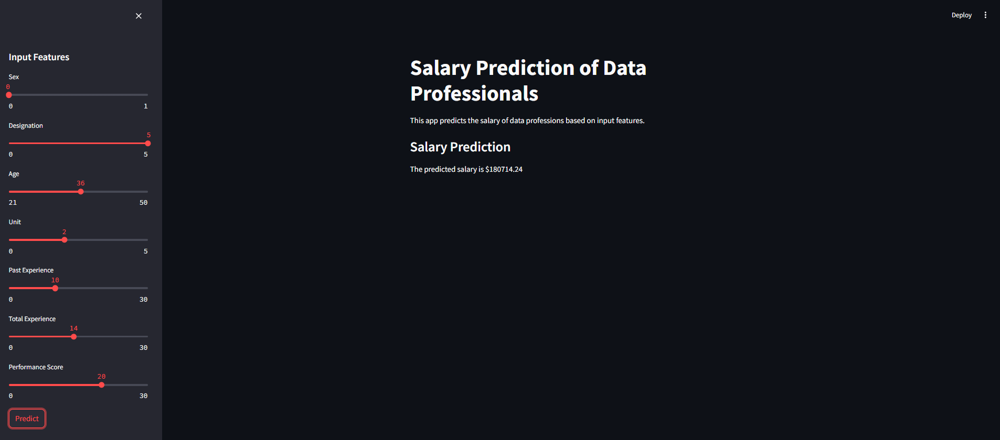 Deploy
Input Features
Sex
0
0 1
Designation
5
0 5
Age
36
21 50
Unit
2
0 5
Past Experience
10
0 30
Total Experience
14
0 30
Performance Score
20
0 30
Predict
Salary Prediction of Data
Professionals
This app predicts the salary of data professions based on input features.
Salary Prediction
The predicted salary is $180714.24